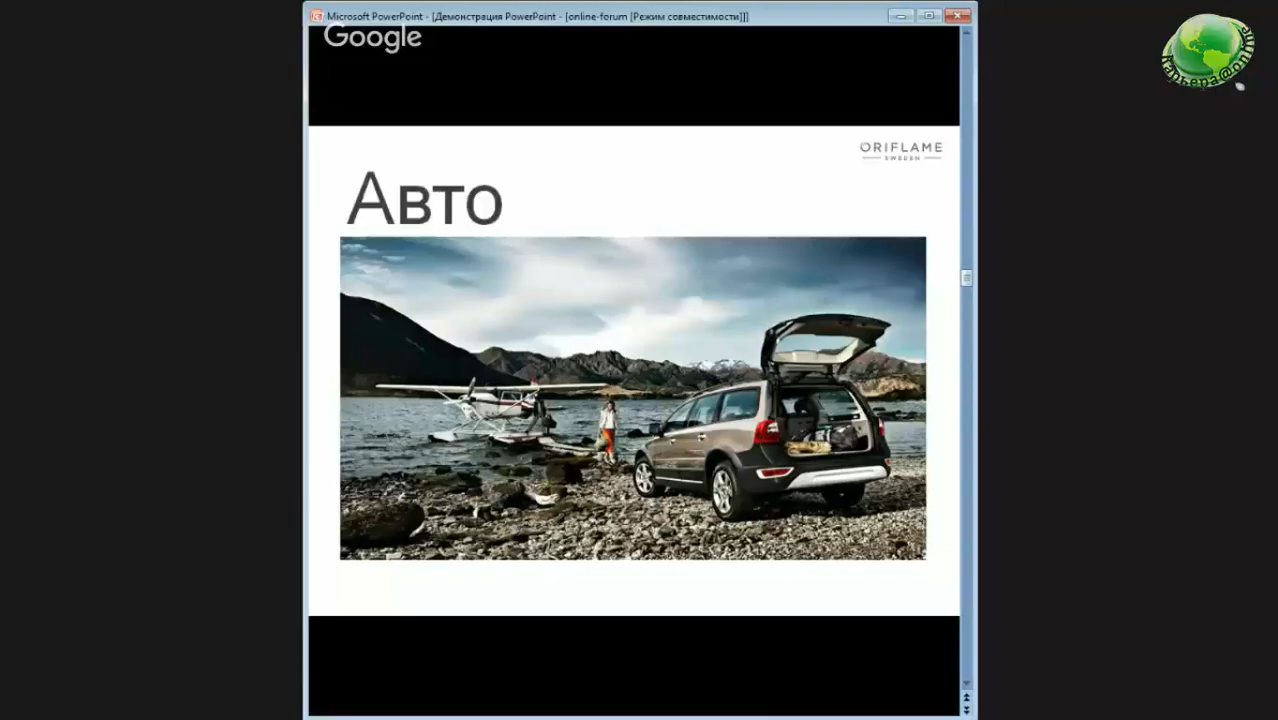 Microsoft PowerPoint - [Демонстрация PowerPoint - [online-forum [Режим совместимости]]]
Google
Карьера@online
ORIFLAME
SWEDEN
Авто